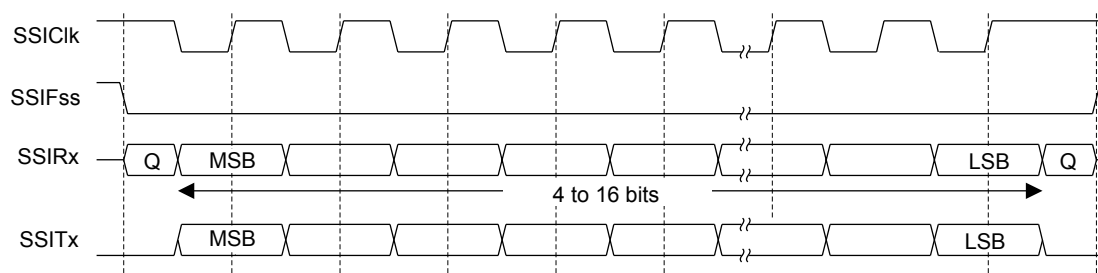 SSIClk
SSIFss
SSIRx Q MSB LSB Q
4 to 16 bits
SSITx MSB LSB